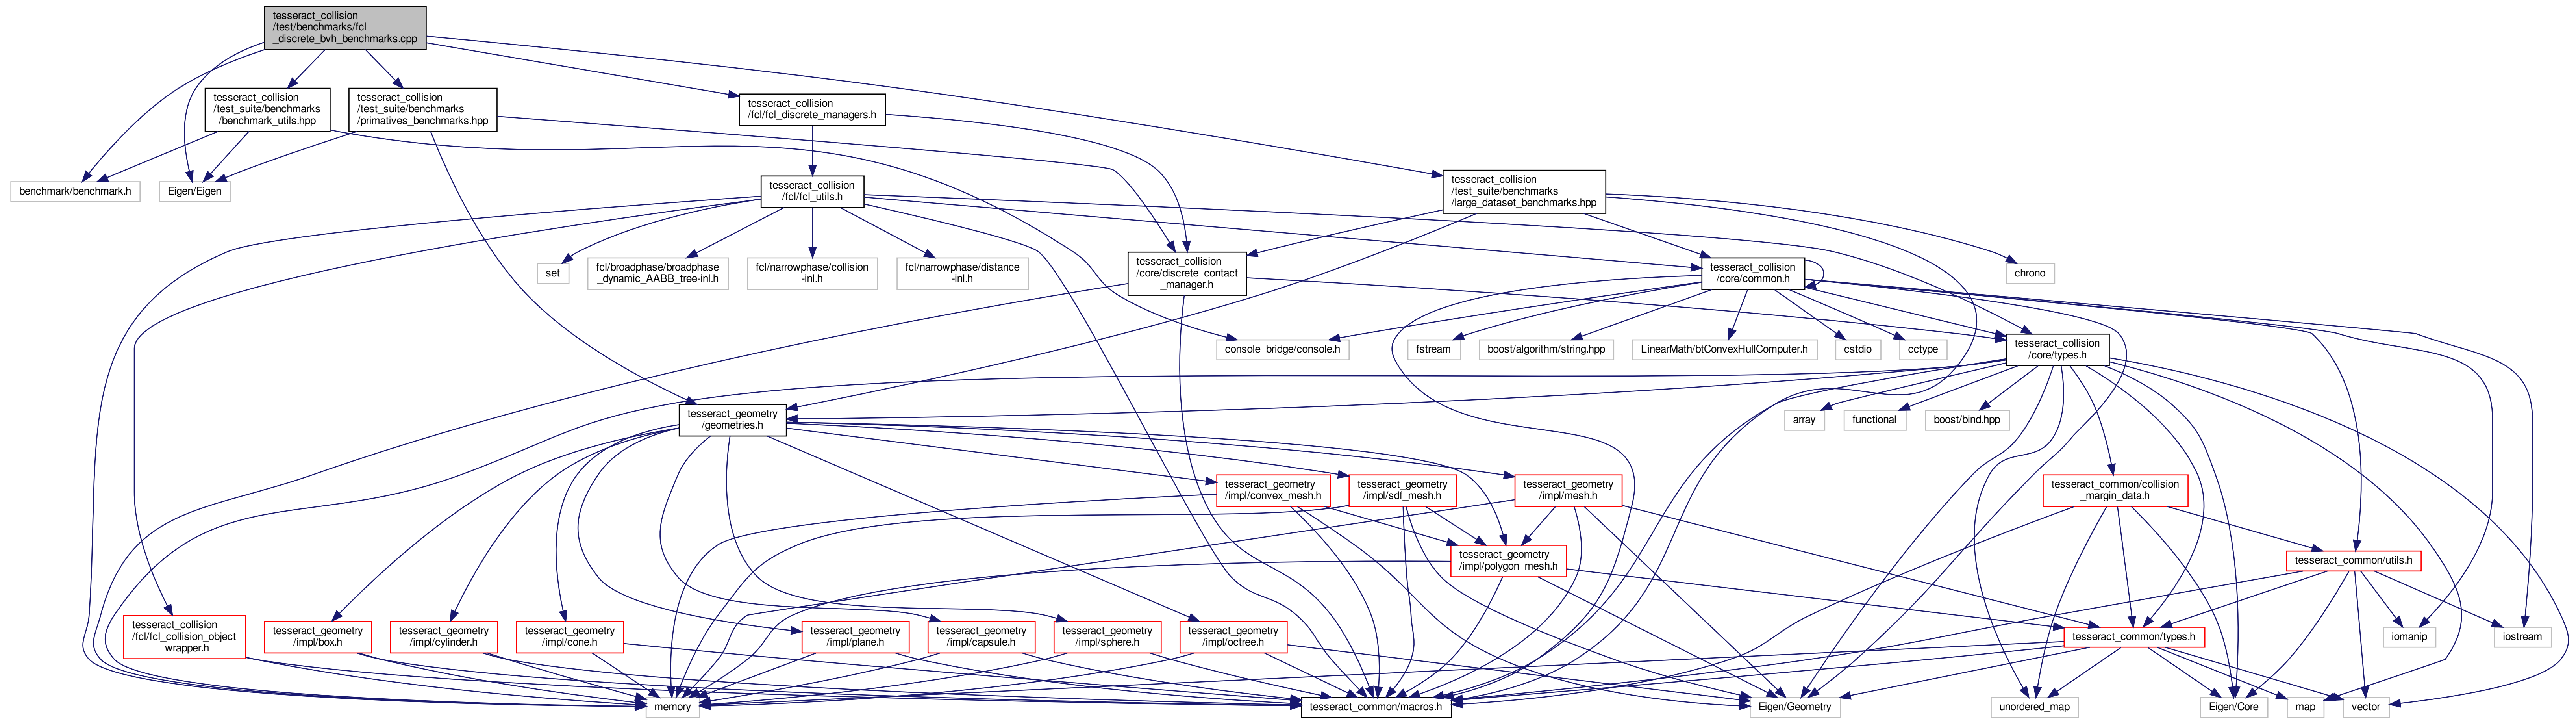 tesseract_collision
/test/benchmarks/fcl
_discrete_bvh_benchmarks.cpp
tesseract_collision
/test_suite/benchmarks
/benchmark_utils.hpp
tesseract_collision
/test_suite/benchmarks
/primatives_benchmarks.hpp
tesseract_collision
/fcl/fcl_discrete_managers.h
benchmark/benchmark.h
Eigen/Eigen
tesseract_collision
/fcl/fcl_utils.h
tesseract_collision
/test_suite/benchmarks
/large_dataset_benchmarks.hpp
set
fcl/broadphase/broadphase
_dynamic_AABB_tree-inl.h
fcl/narrowphase/collision
-inl.h
fcl/narrowphase/distance
-inl.h
tesseract_collision
/core/discrete_contact
_manager.h
tesseract_collision
/core/common.h
chrono
console_bridge/console.h
fstream
boost/algorithm/string.hpp
LinearMath/btConvexHullComputer.h
cstdio
cctype
tesseract_collision
/core/types.h
tesseract_geometry
/geometries.h
array
functional
boost/bind.hpp
tesseract_geometry
/impl/convex_mesh.h
tesseract_geometry
/impl/sdf_mesh.h
tesseract_geometry
/impl/mesh.h
tesseract_common/collision
_margin_data.h
tesseract_geometry
/impl/polygon_mesh.h
tesseract_common/utils.h
tesseract_collision
/fcl/fcl_collision_object
_wrapper.h
tesseract_geometry
/impl/box.h
tesseract_geometry
/impl/cylinder.h
tesseract_geometry
/impl/cone.h
tesseract_geometry
/impl/plane.h
tesseract_geometry
/impl/capsule.h
tesseract_geometry
/impl/sphere.h
tesseract_geometry
/impl/octree.h
tesseract_common/types.h
iomanip
iostream
memory
tesseract_common/macros.h
Eigen/Geometry
unordered_map
Eigen/Core
map
vector